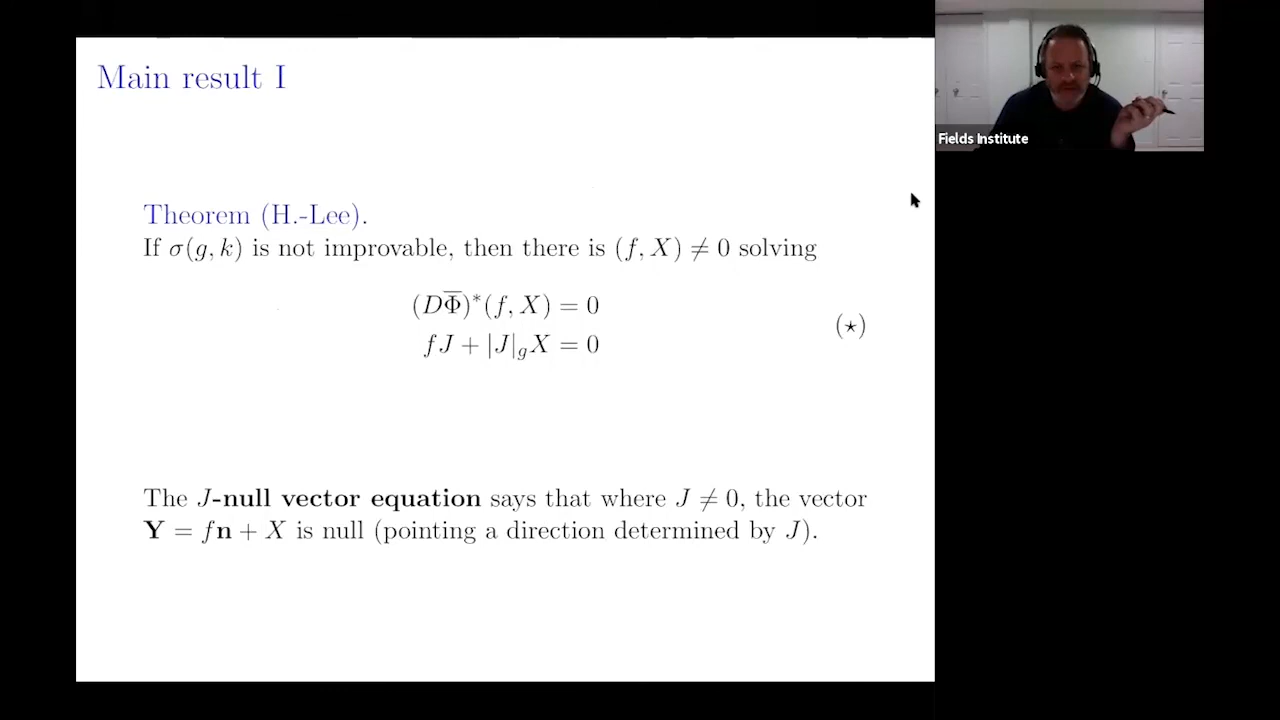 Main result I
Fields Institute
Theorem (H.-Lee).
If σ(g, k) is not improvable, then there is (f, X) ≠ 0 solving
(DΦ̅)*(f, X) = 0
fJ + |J|_g X = 0
(⋆)
The J-null vector equation says that where J ≠ 0, the vector
Y = fn + X is null (pointing a direction determined by J).